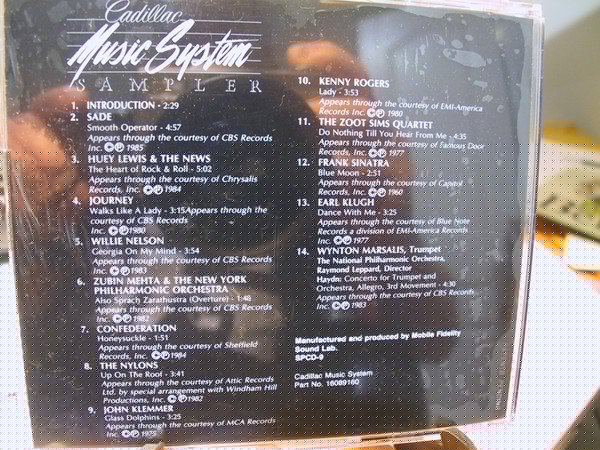 Cadillac
Music System
SAMPLER
1. INTRODUCTION - 2:29
2. SADE
Smooth Operator - 4:57
Appears through the courtesy of CBS Records
Inc. ©℗ 1985
3. HUEY LEWIS & THE NEWS
The Heart of Rock & Roll - 5:02
Appears through the courtesy of Chrysalis
Records, Inc. ©℗ 1984
4. JOURNEY
Walks Like A Lady - 3:15Appears through the
courtesy of CBS Records
Inc. ©℗1980
5. WILLIE NELSON
Georgia On My Mind - 3:54
Appears through the courtesy of CBS Records
Inc. ©℗1983
6. ZUBIN MEHTA & THE NEW YORK
PHILHARMONIC ORCHESTRA
Also Sprach Zarathustra (Overture) - 1:48
Appears through the courtesy of CBS Records
Inc. ©℗1982
7. CONFEDERATION
Honeysuckle - 1:51
Appears through the courtesy of Sheffield
Records, Inc. ©℗1984
8. THE NYLONS
Up On The Roof - 3:41
Appears through the courtesy of Attic Records
Ltd. by special arrangement with Windham Hill
Productions, Inc. ©℗1982
9. JOHN KLEMMER
Glass Dolphins - 3:25
Appears through the courtesy of MCA Records
Inc. ©℗ 1975
10. KENNY ROGERS
Lady - 3:53
Appears through the courtesy of EMI-America
Records, Inc. ©℗ 1980
11. THE ZOOT SIMS QUARTET
Do Nothing Till You Hear From Me - 4:35
Appears through the courtesy of Famous Door
Records, Inc. ©℗ 1977
12. FRANK SINATRA
Blue Moon - 2:51
Appears through the courtesy of Capitol
Records, Inc. ©℗1960
13. EARL KLUGH
Dance With Me - 3:25
Appears through the courtesy of Blue Note
Records a division of EMI-America Records
Inc. ©℗1977
14. WYNTON MARSALIS, Trumpet
The National Philharmonic Orchestra,
Raymond Leppard, Director
Haydn: Concerto for Trumpet and
Orchestra, Allegro, 3rd Movement - 4:30
Appears through the courtesy of CBS Records
Inc. ©℗1983
Manufactured and produced by Mobile Fidelity
Sound Lab.
SPCD-9
Cadillac Music System
Part No. 16089160
PATENTS PENDING